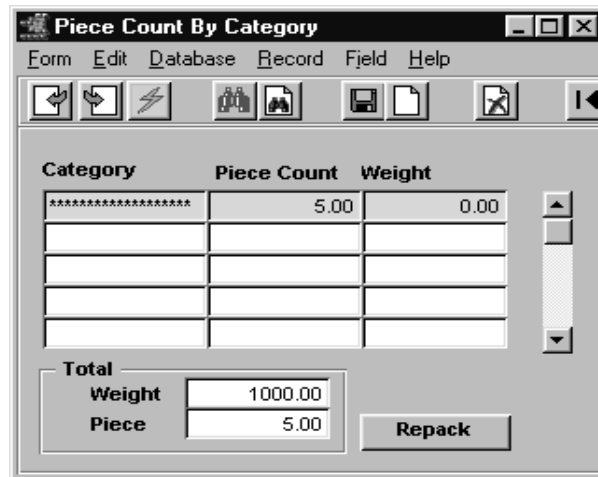 Piece Count By Category
Form Edit Database Record Field Help
Category Piece Count Weight
******************* 5.00 0.00
Total
Weight 1000.00
Piece 5.00
Repack